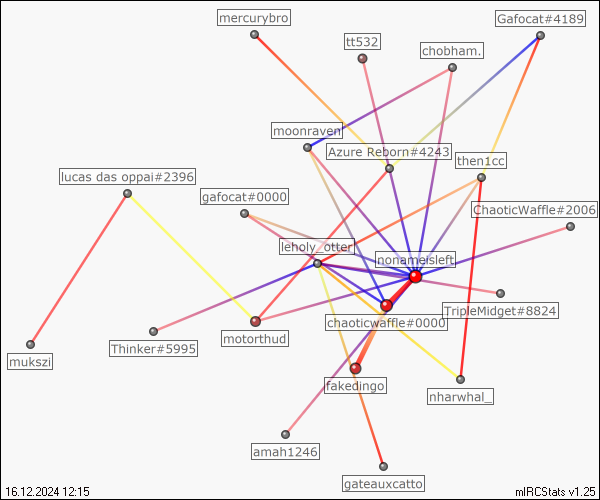 mercurybro
Gafocat#4189
tt532
chobham.
moonraven
Azure Reborn#4243
then1cc
lucas das oppai#2396
gafocat#0000
ChaoticWaffle#2006
leholy_otter
nonameisleft
TripleMidget#8824
chaoticwaffle#0000
motorthud
Thinker#5995
mukszi
fakedingo
nharwhal_
amah1246
gateauxcatto
16.12.2024 12:15
mIRCStats v1.25